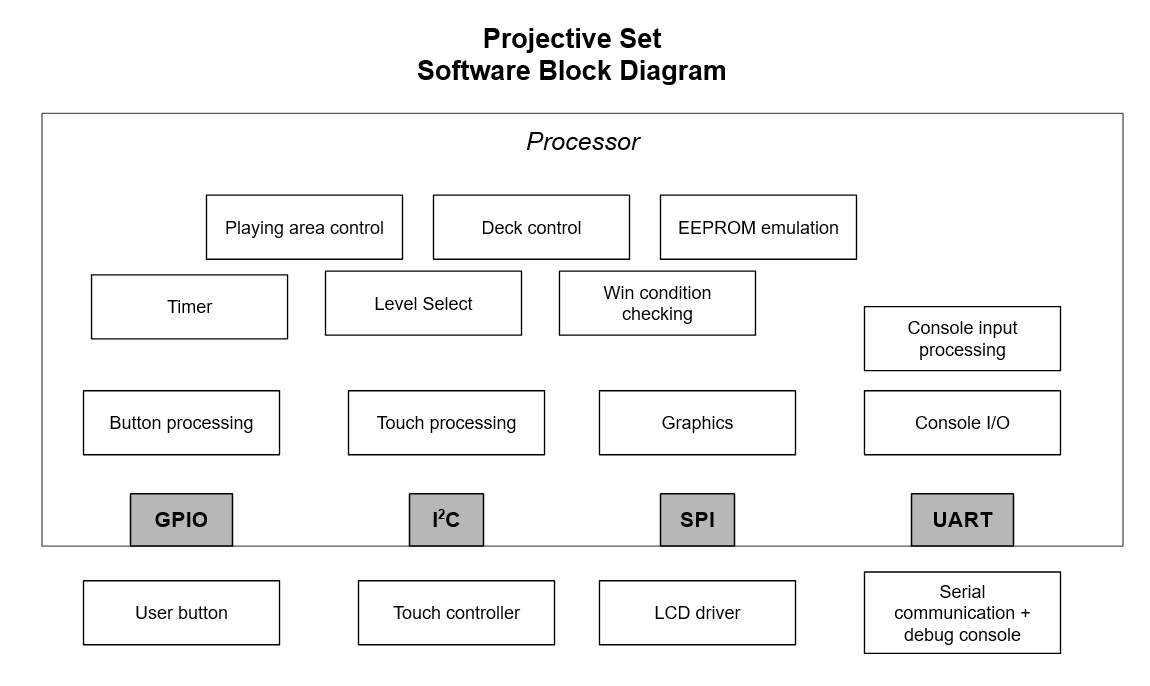 Projective Set
Software Block Diagram
Processor
Playing area control
Deck control
EEPROM emulation
Timer
Level Select
Win condition
checking
Console input
processing
Button processing
Touch processing
Graphics
Console I/O
GPIO
I²C
SPI
UART
User button
Touch controller
LCD driver
Serial
communication +
debug console